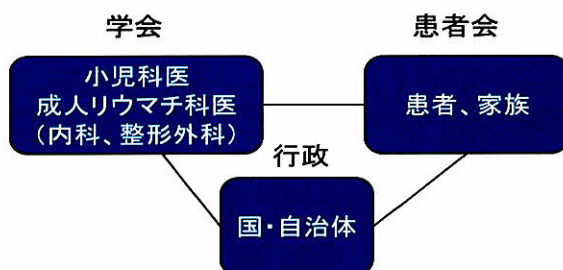 学会
患者会
小児科医
成人リウマチ科医
(内科、整形外科)
患者、家族
行政
国・自治体